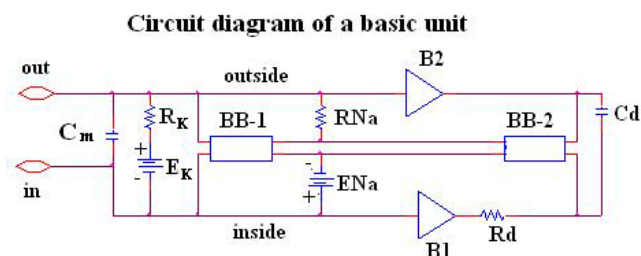 Circuit diagram of a basic unit
out
outside
B2
RK
BB-1
RNa
BB-2
Cd
Cm
+
EK
-
-
ENa
+
in
inside
B1
Rd